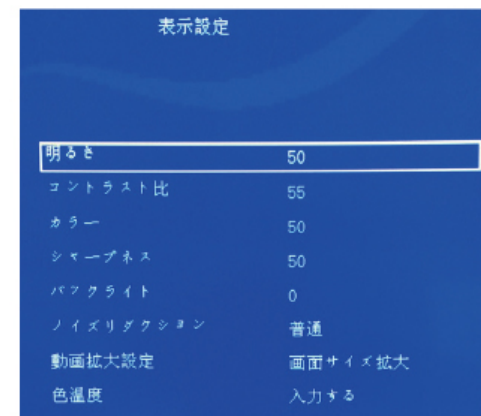 表示設定
明るさ 50
コントラスト比 55
カラー 50
シャープネス 50
バックライト 0
ノイズリダクション 普通
動画拡大設定 画面サイズ拡大
色温度 入力する